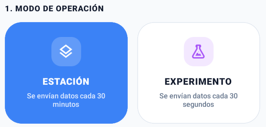 1. MODO DE OPERACIÓN
ESTACIÓN
Se envían datos cada 30
minutos
EXPERIMENTO
Se envían datos cada 30
segundos